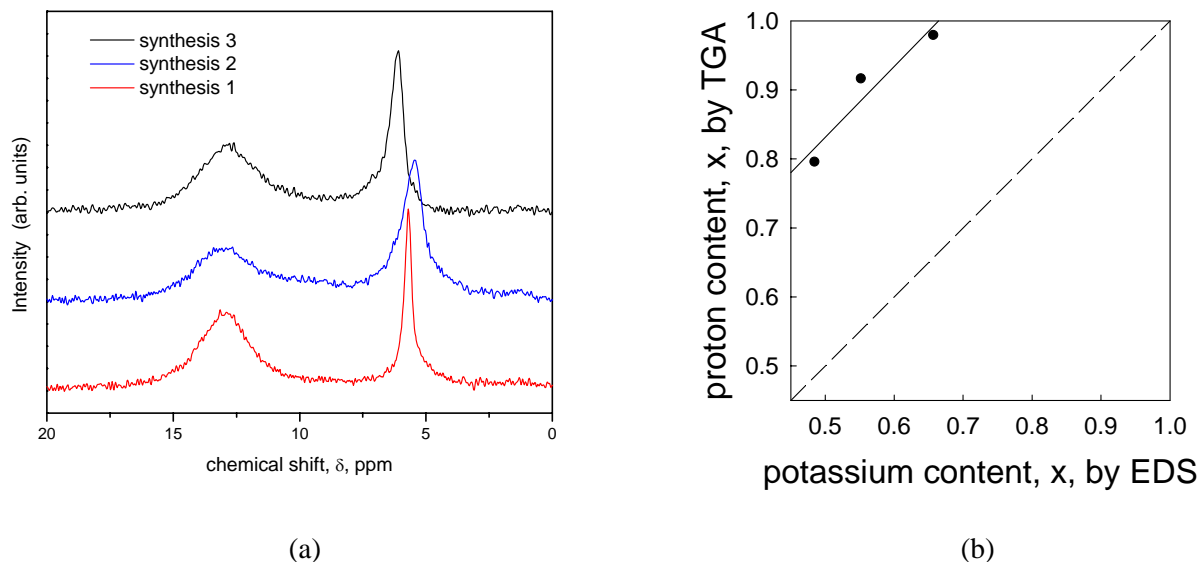 synthesis 3
synthesis 2
synthesis 1
Intensity (arb. units)
20 15 10 5 0
chemical shift, δ, ppm
(a)
1.0
0.9
0.8
0.7
0.6
0.5
proton content, x, by TGA
0.5 0.6 0.7 0.8 0.9 1.0
potassium content, x, by EDS
(b)